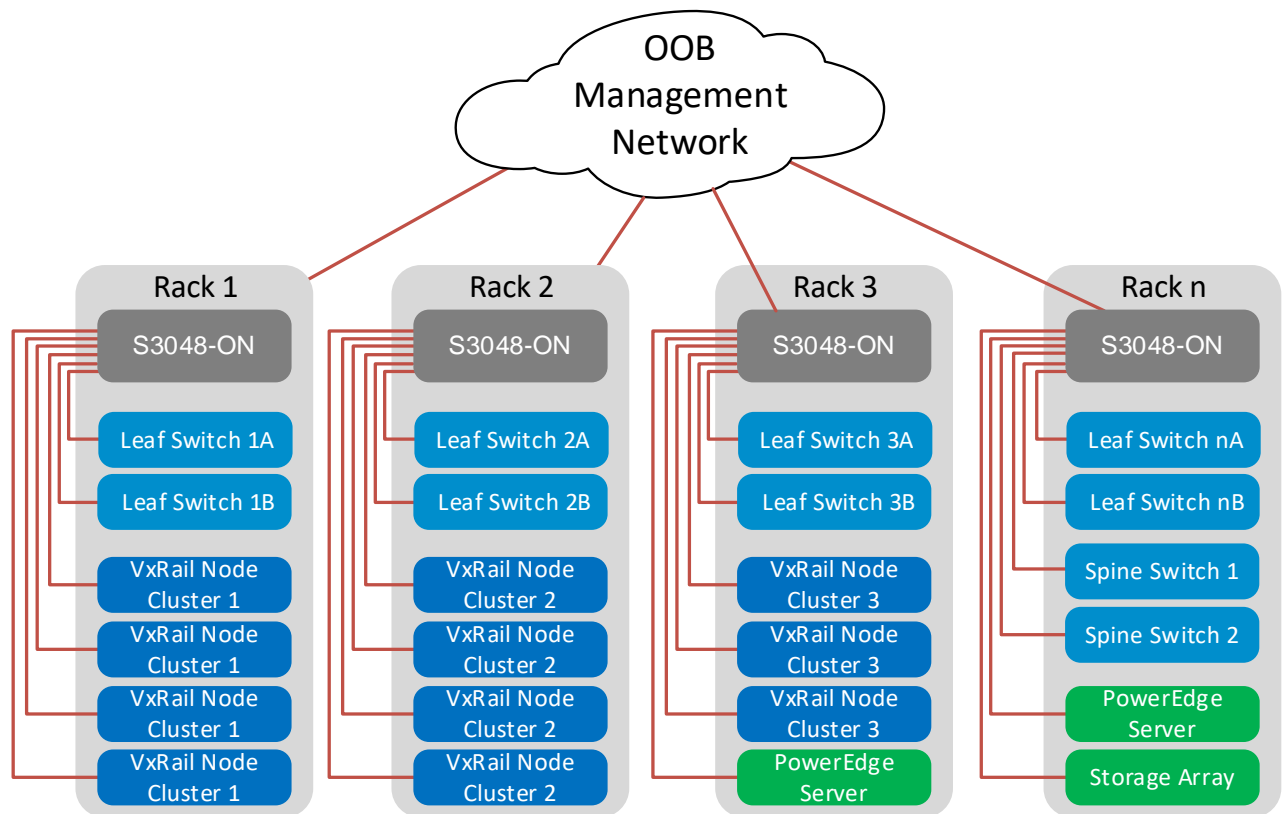 OOB
Management
Network
Rack 1
S3048-ON
Leaf Switch 1A
Leaf Switch 1B
VxRail Node
Cluster 1
VxRail Node
Cluster 1
VxRail Node
Cluster 1
VxRail Node
Cluster 1
Rack 2
S3048-ON
Leaf Switch 2A
Leaf Switch 2B
VxRail Node
Cluster 2
VxRail Node
Cluster 2
VxRail Node
Cluster 2
VxRail Node
Cluster 2
Rack 3
S3048-ON
Leaf Switch 3A
Leaf Switch 3B
VxRail Node
Cluster 3
VxRail Node
Cluster 3
VxRail Node
Cluster 3
PowerEdge
Server
Rack n
S3048-ON
Leaf Switch nA
Leaf Switch nB
Spine Switch 1
Spine Switch 2
PowerEdge
Server
Storage Array